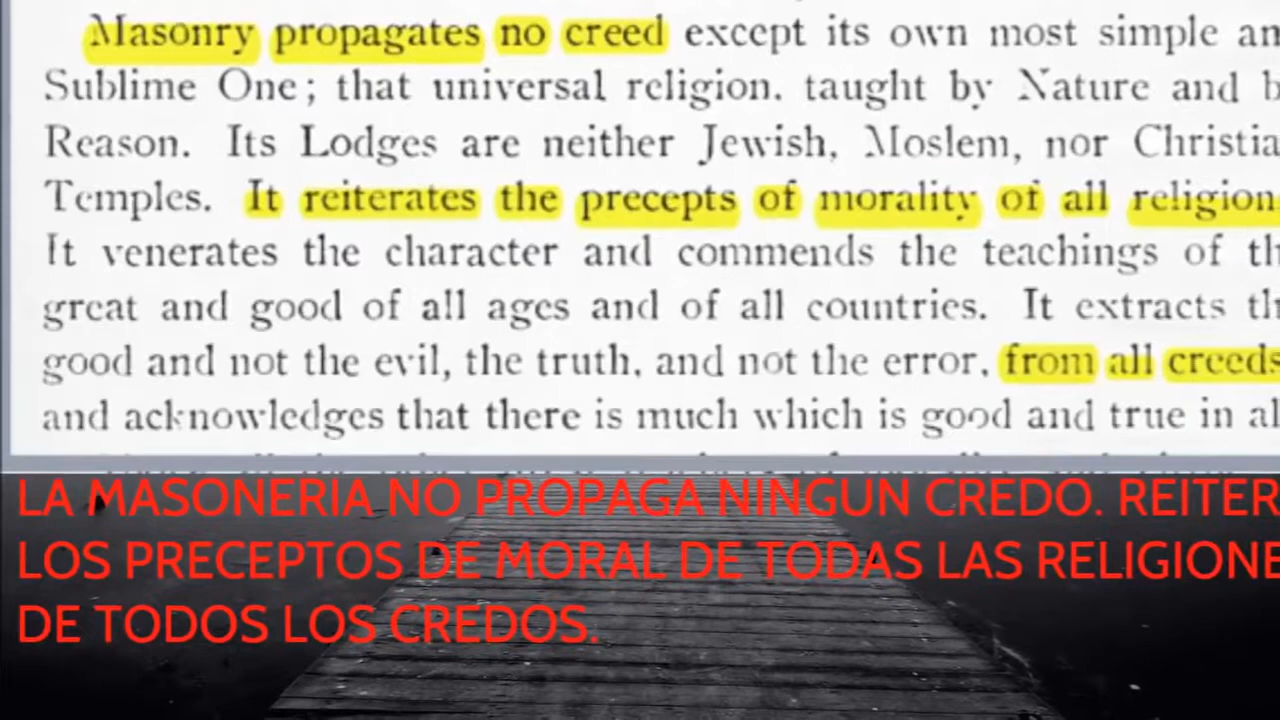 Masonry propagates no creed except its own most simple an
Sublime One; that universal religion. taught by Nature and b
Reason. Its Lodges are neither Jewish, Moslem, nor Christia
Temples. It reiterates the precepts of morality of all religion
It venerates the character and commends the teachings of th
great and good of all ages and of all countries. It extracts th
good and not the evil, the truth, and not the error, from all creeds
and acknowledges that there is much which is good and true in al
LA MASONERIA NO PROPAGA NINGUN CREDO. REITER
LOS PRECEPTOS DE MORAL DE TODAS LAS RELIGIONE
DE TODOS LOS CREDOS.